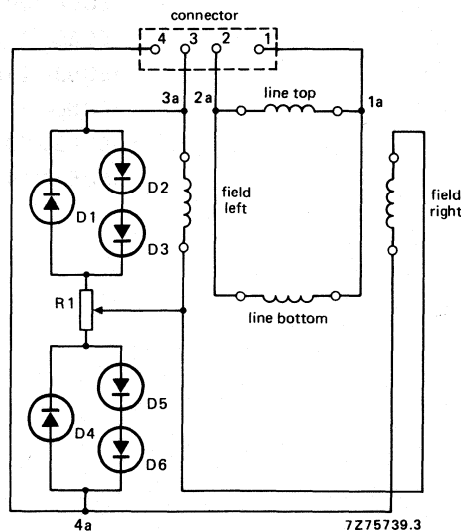 connector
4 3 2 1
3a 2a line top 1a
D2
D1
field
left
field
right
D3
R1
line bottom
D5
D4
D6
4a 7Z75739.3